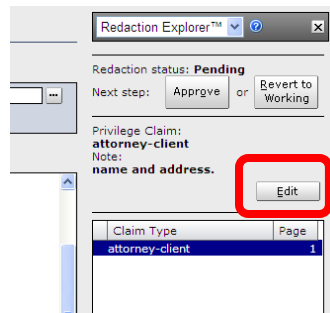 Redaction Explorer™
Redaction status: Pending
Next step: Approve or Revert to Working
Privilege Claim:
attorney-client
Note:
name and address.
Edit
Claim Type Page
attorney-client 1